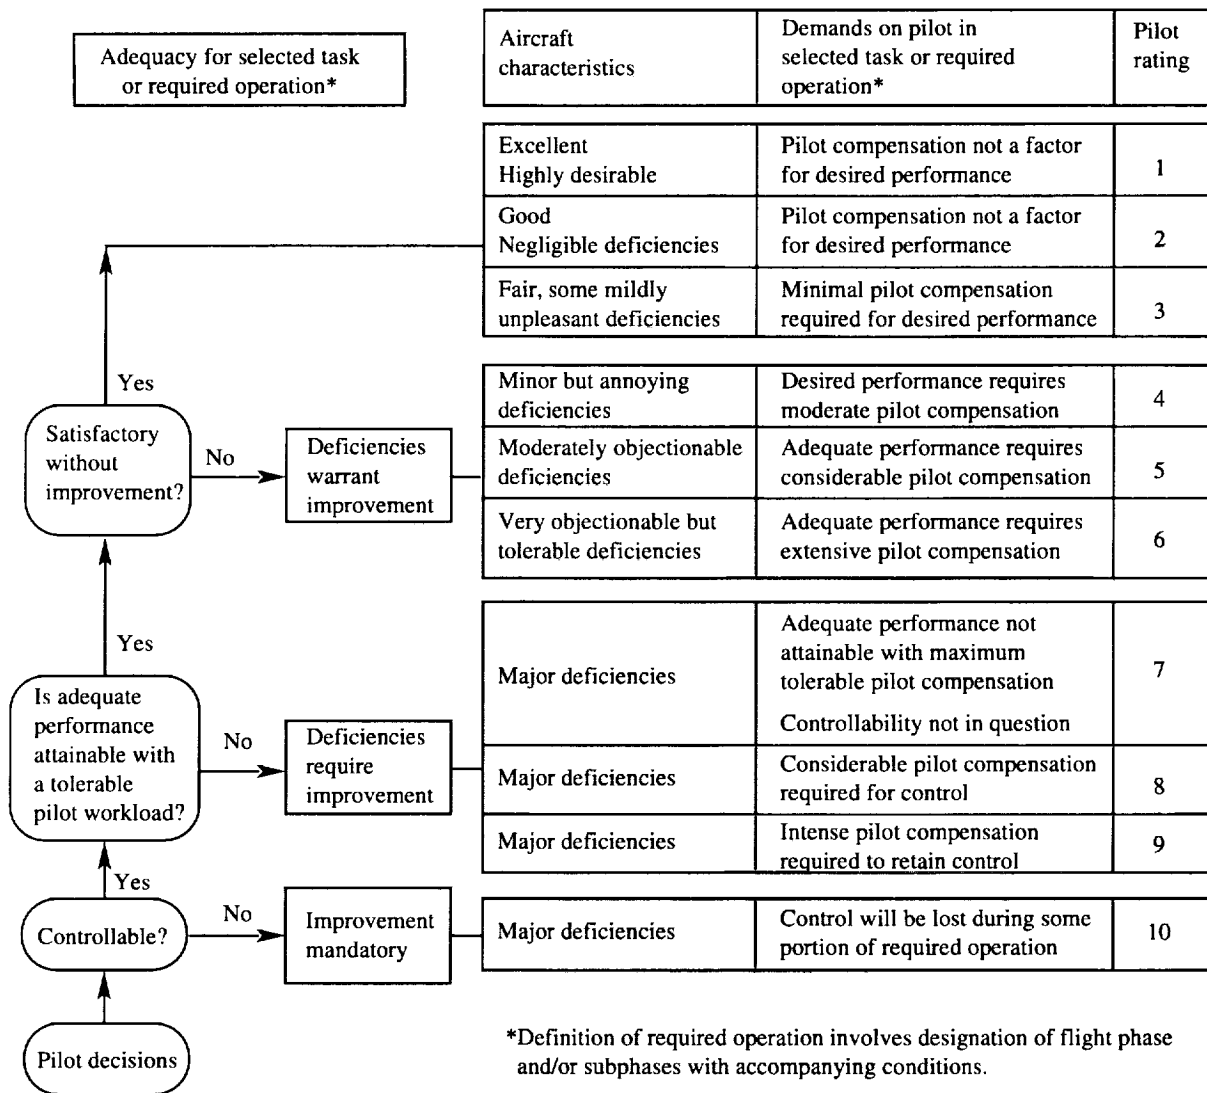 Adequacy for selected task
or required operation*
Aircraft
characteristics
Demands on pilot in
selected task or required
operation*
Pilot
rating
Excellent
Highly desirable
Pilot compensation not a factor
for desired performance
1
Good
Negligible deficiencies
Pilot compensation not a factor
for desired performance
2
Fair, some mildly
unpleasant deficiencies
Minimal pilot compensation
required for desired performance
3
Yes
Satisfactory
without
improvement?
No
Deficiencies
warrant
improvement
Minor but annoying
deficiencies
Desired performance requires
moderate pilot compensation
4
Moderately objectionable
deficiencies
Adequate performance requires
considerable pilot compensation
5
Very objectionable but
tolerable deficiencies
Adequate performance requires
extensive pilot compensation
6
Yes
Is adequate
performance
attainable with
a tolerable
pilot workload?
No
Deficiencies
require
improvement
Major deficiencies
Adequate performance not
attainable with maximum
tolerable pilot compensation
Controllability not in question
7
Major deficiencies
Considerable pilot compensation
required for control
8
Major deficiencies
Intense pilot compensation
required to retain control
9
Yes
Controllable?
No
Improvement
mandatory
Major deficiencies
Control will be lost during some
portion of required operation
10
Pilot decisions
*Definition of required operation involves designation of flight phase
and/or subphases with accompanying conditions.